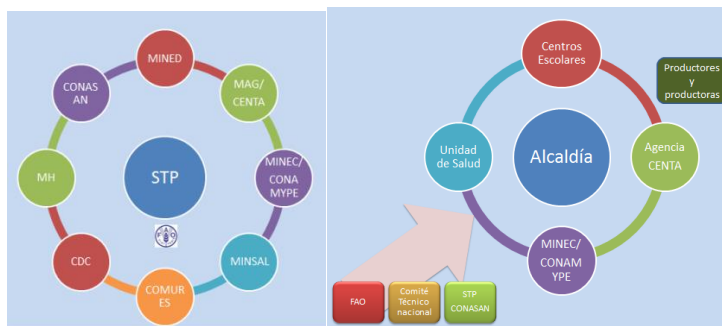 MINED
MAG/
CENTA
MINEC/
CONA
MYPE
MINSAL
COMUR
ES
CDC
MH
CONAS
AN
STP
Centros
Escolares
Productores
y
productoras
Agencia
CENTA
MINEC/
CONAM
YPE
Unidad
de Salud
Alcaldía
FAO
Comité
Técnico
nacional
STP
CONASAN